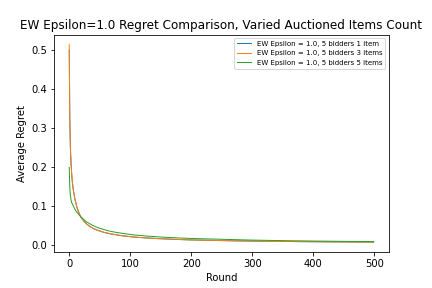 EW Epsilon=1.0 Regret Comparison, Varied Auctioned Items Count
EW Epsilon = 1.0, 5 bidders 1 item
EW Epsilon = 1.0, 5 bidders 3 items
EW Epsilon = 1.0, 5 bidders 5 items
Average Regret
0.5
0.4
0.3
0.2
0.1
0.0
0 100 200 300 400 500
Round